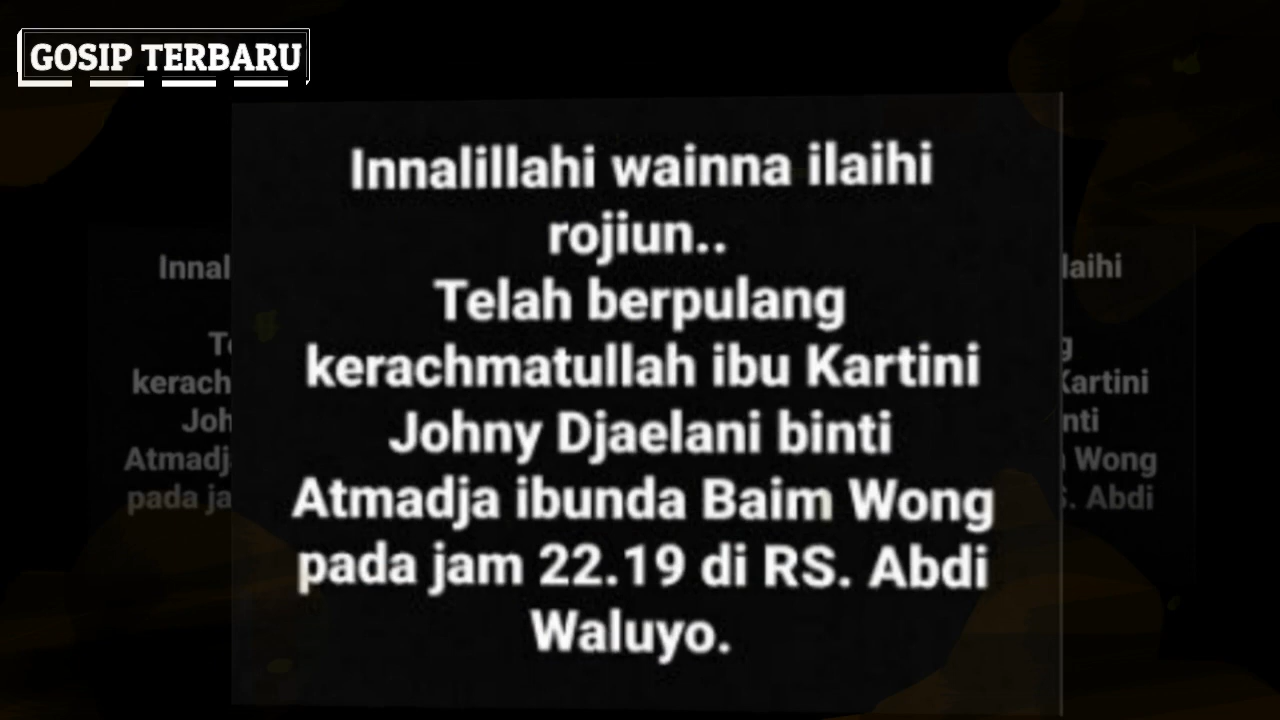 GOSIP TERBARU
Innalillahi wainna ilaihi
rojiun..
Telah berpulang
kerachmatullah ibu Kartini
Johny Djaelani binti
Atmadja ibunda Baim Wong
pada jam 22.19 di RS. Abdi
Waluyo.